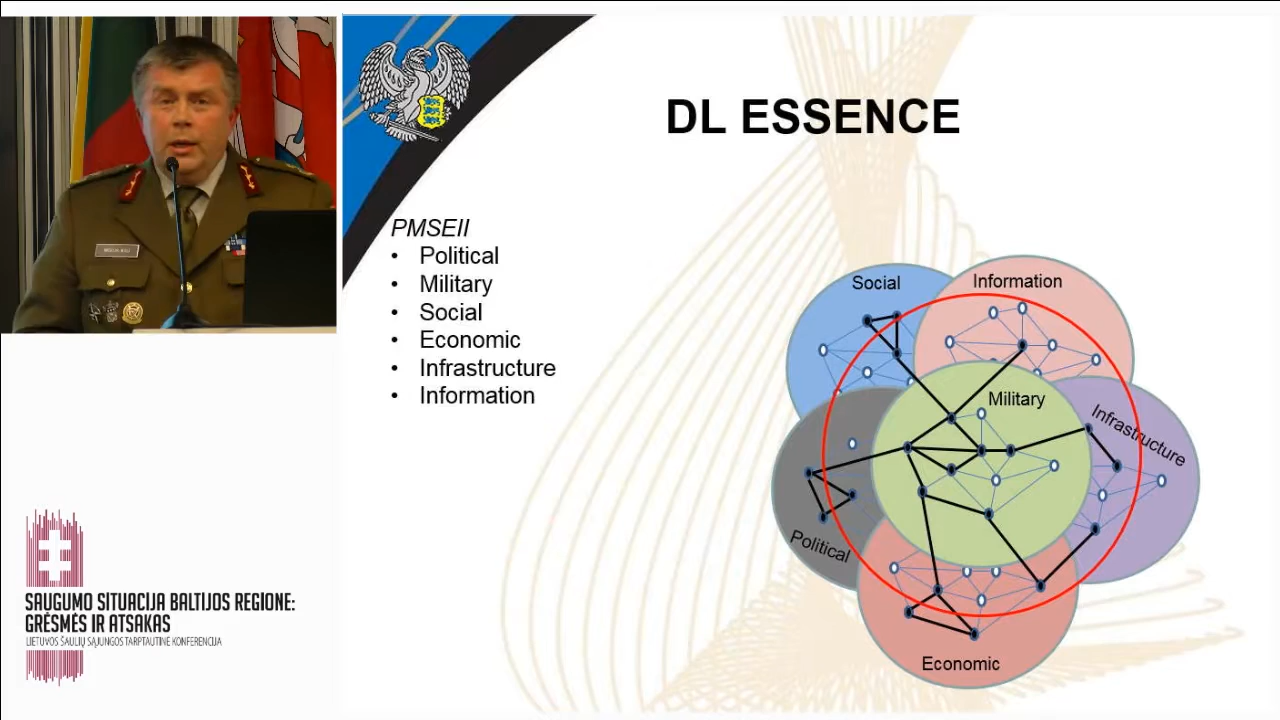 DL ESSENCE
PMSEII
• Political
• Military
• Social
• Economic
• Infrastructure
• Information
Social
Information
Military
Infrastructure
Political
Economic
SAUGUMO SITUACIJA BALTIJOS REGIONE:
GRĖSMĖS IR ATSAKAS
LIETUVOS ŠAULIŲ SĄJUNGOS TARPTAUTINĖ KONFERENCIJA